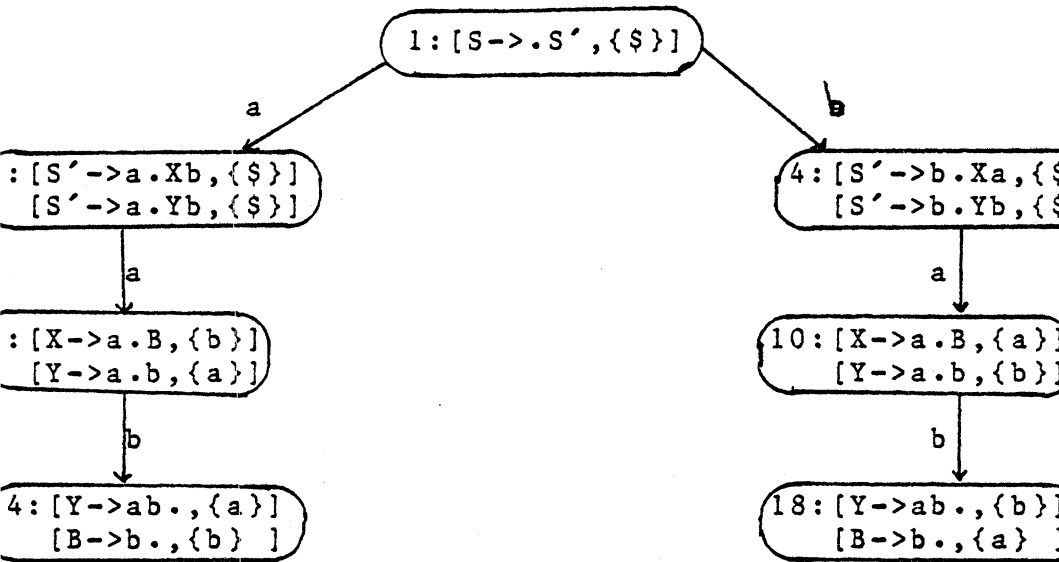 1:[S->.S´,{$}]
a
b
:[S´->a.Xb,{$}]
[S´->a.Yb,{$}]
4:[S´->b.Xa,{$
[S´->b.Yb,{$
a
a
:[X->a.B,{b}]
[Y->a.b,{a}]
10:[X->a.B,{a}]
[Y->a.b,{b}]
b
b
4:[Y->ab.,{a}]
[B->b.,{b} ]
18:[Y->ab.,{b}]
[B->b.,{a} ]